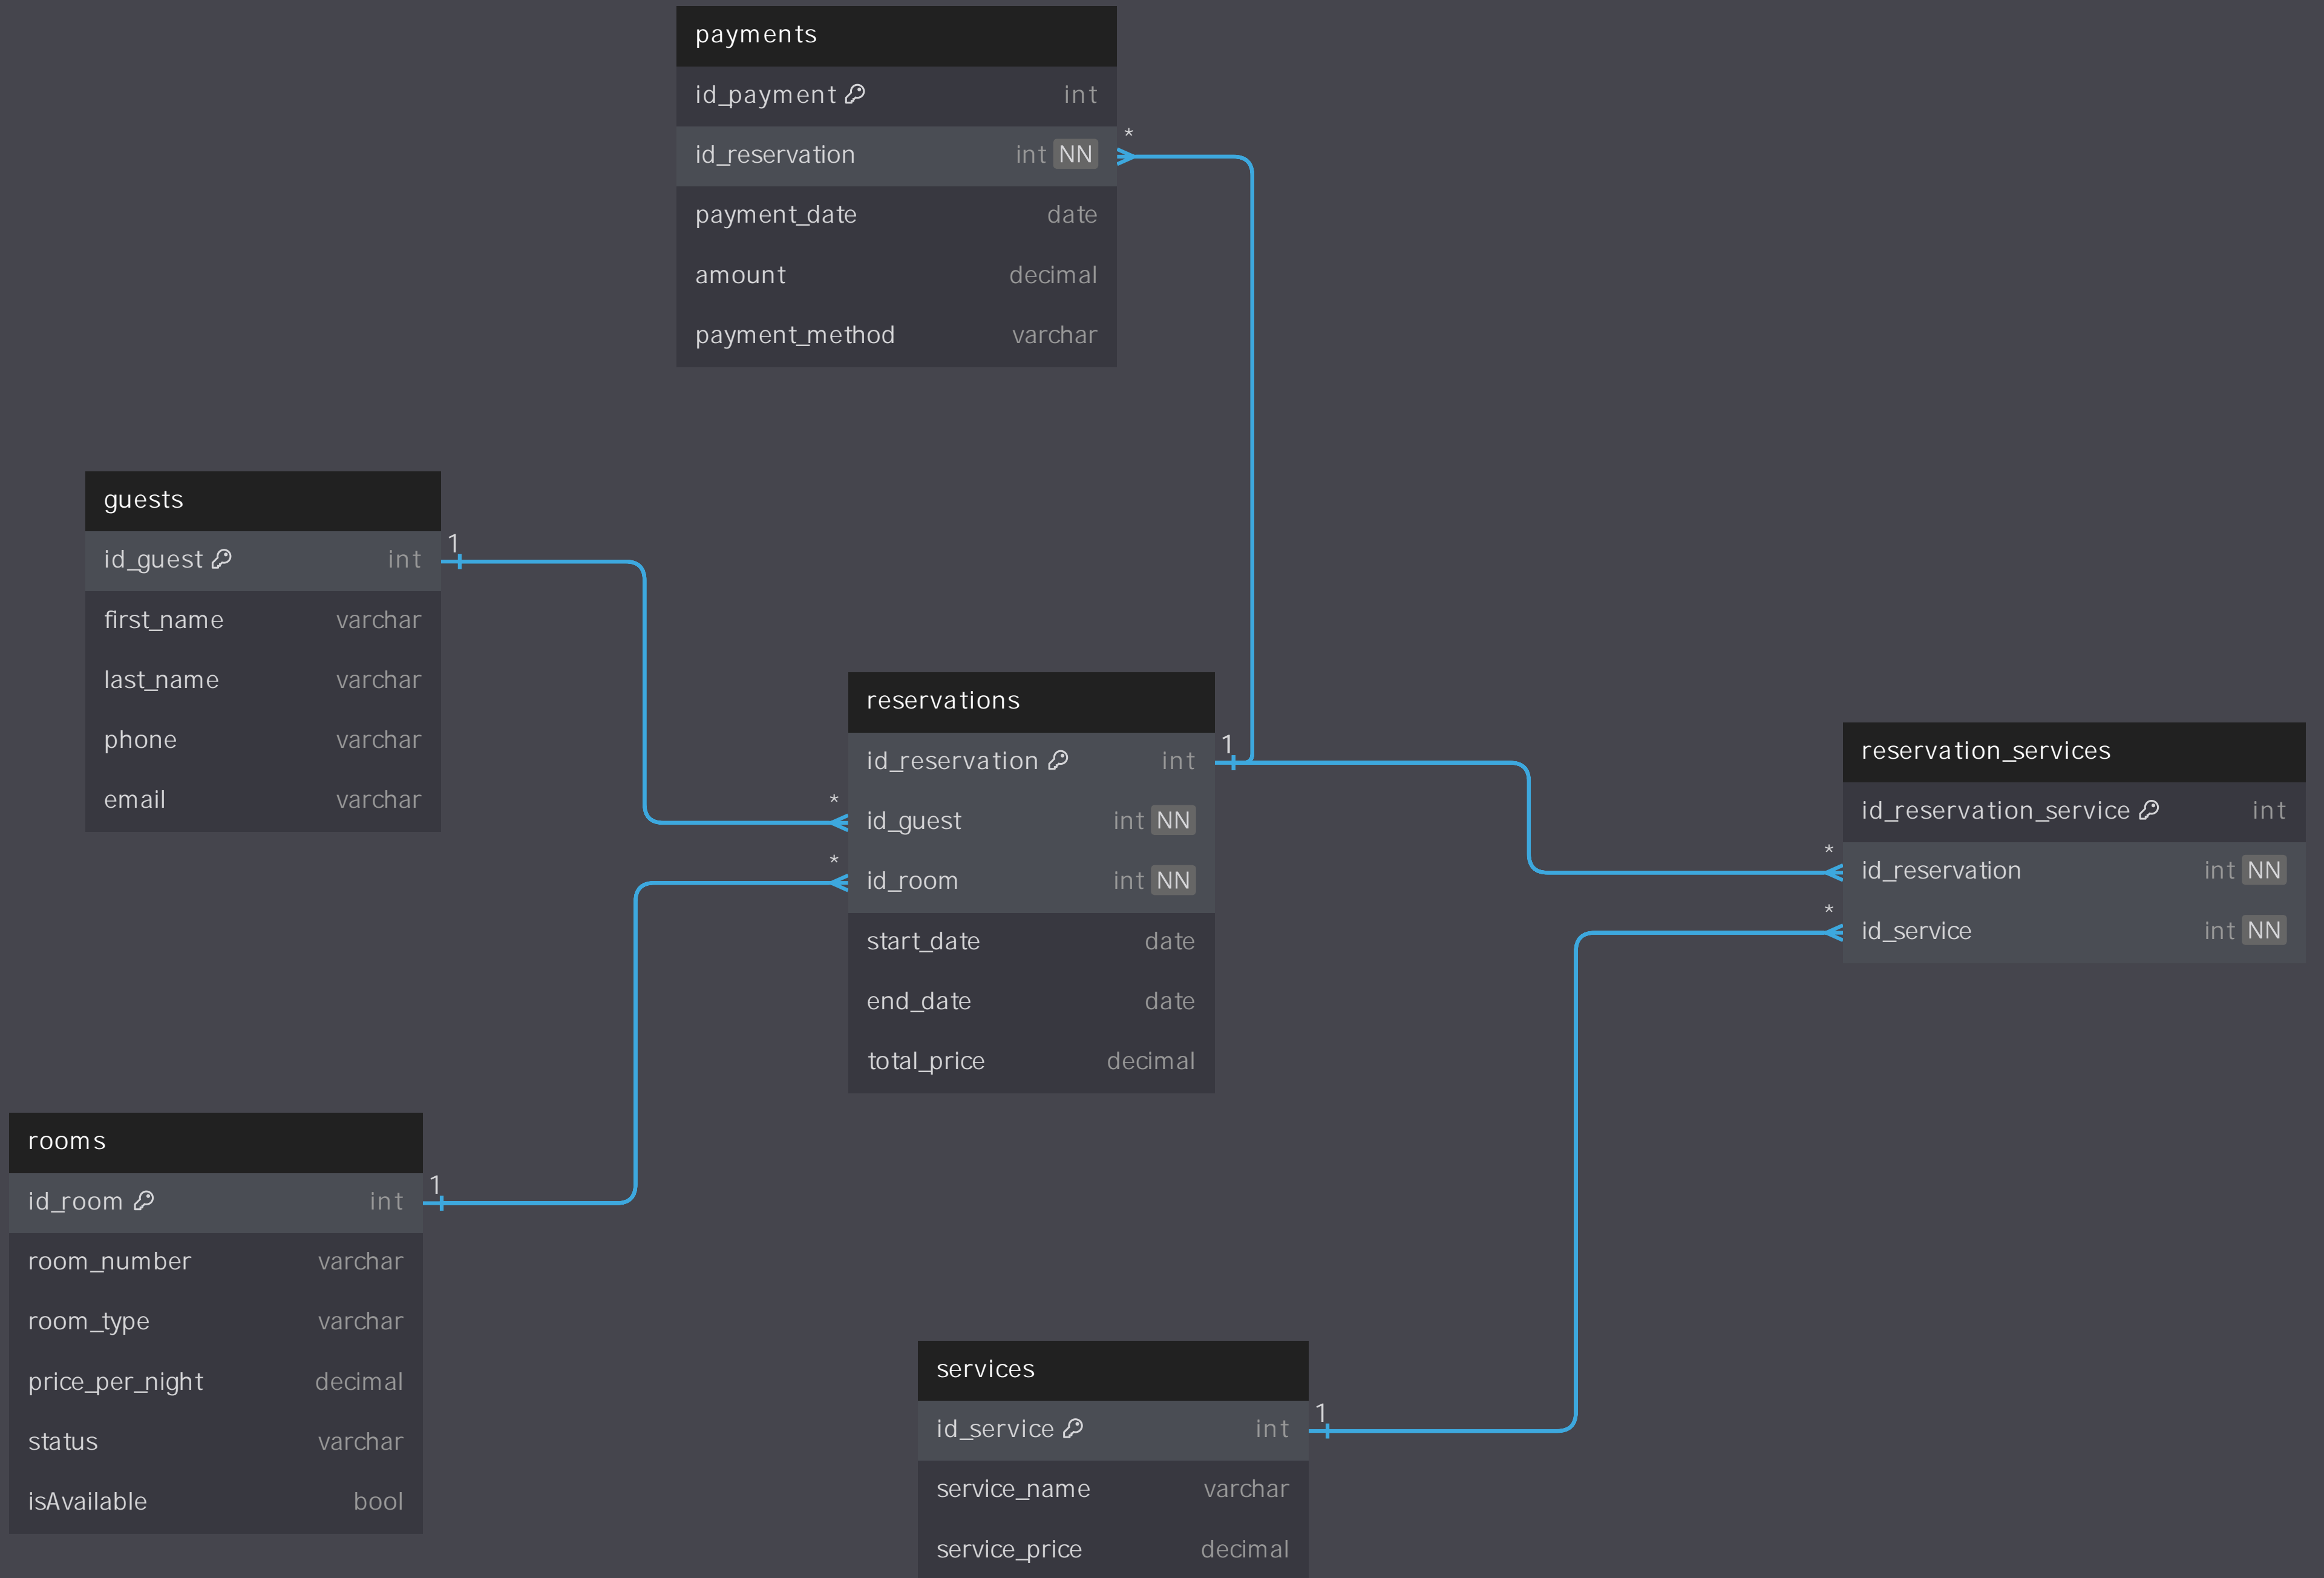 payments
id_payment int
id_reservation int NN
payment_date date
amount decimal
payment_method varchar
*
guests
id_guest int
first_name varchar
last_name varchar
phone varchar
email varchar
1
reservations
id_reservation int
id_guest int NN
id_room int NN
start_date date
end_date date
total_price decimal
1
*
*
reservation_services
id_reservation_service int
id_reservation int NN
id_service int NN
*
*
rooms
id_room int
room_number varchar
room_type varchar
price_per_night decimal
status varchar
isAvailable bool
1
services
id_service int
service_name varchar
service_price decimal
1